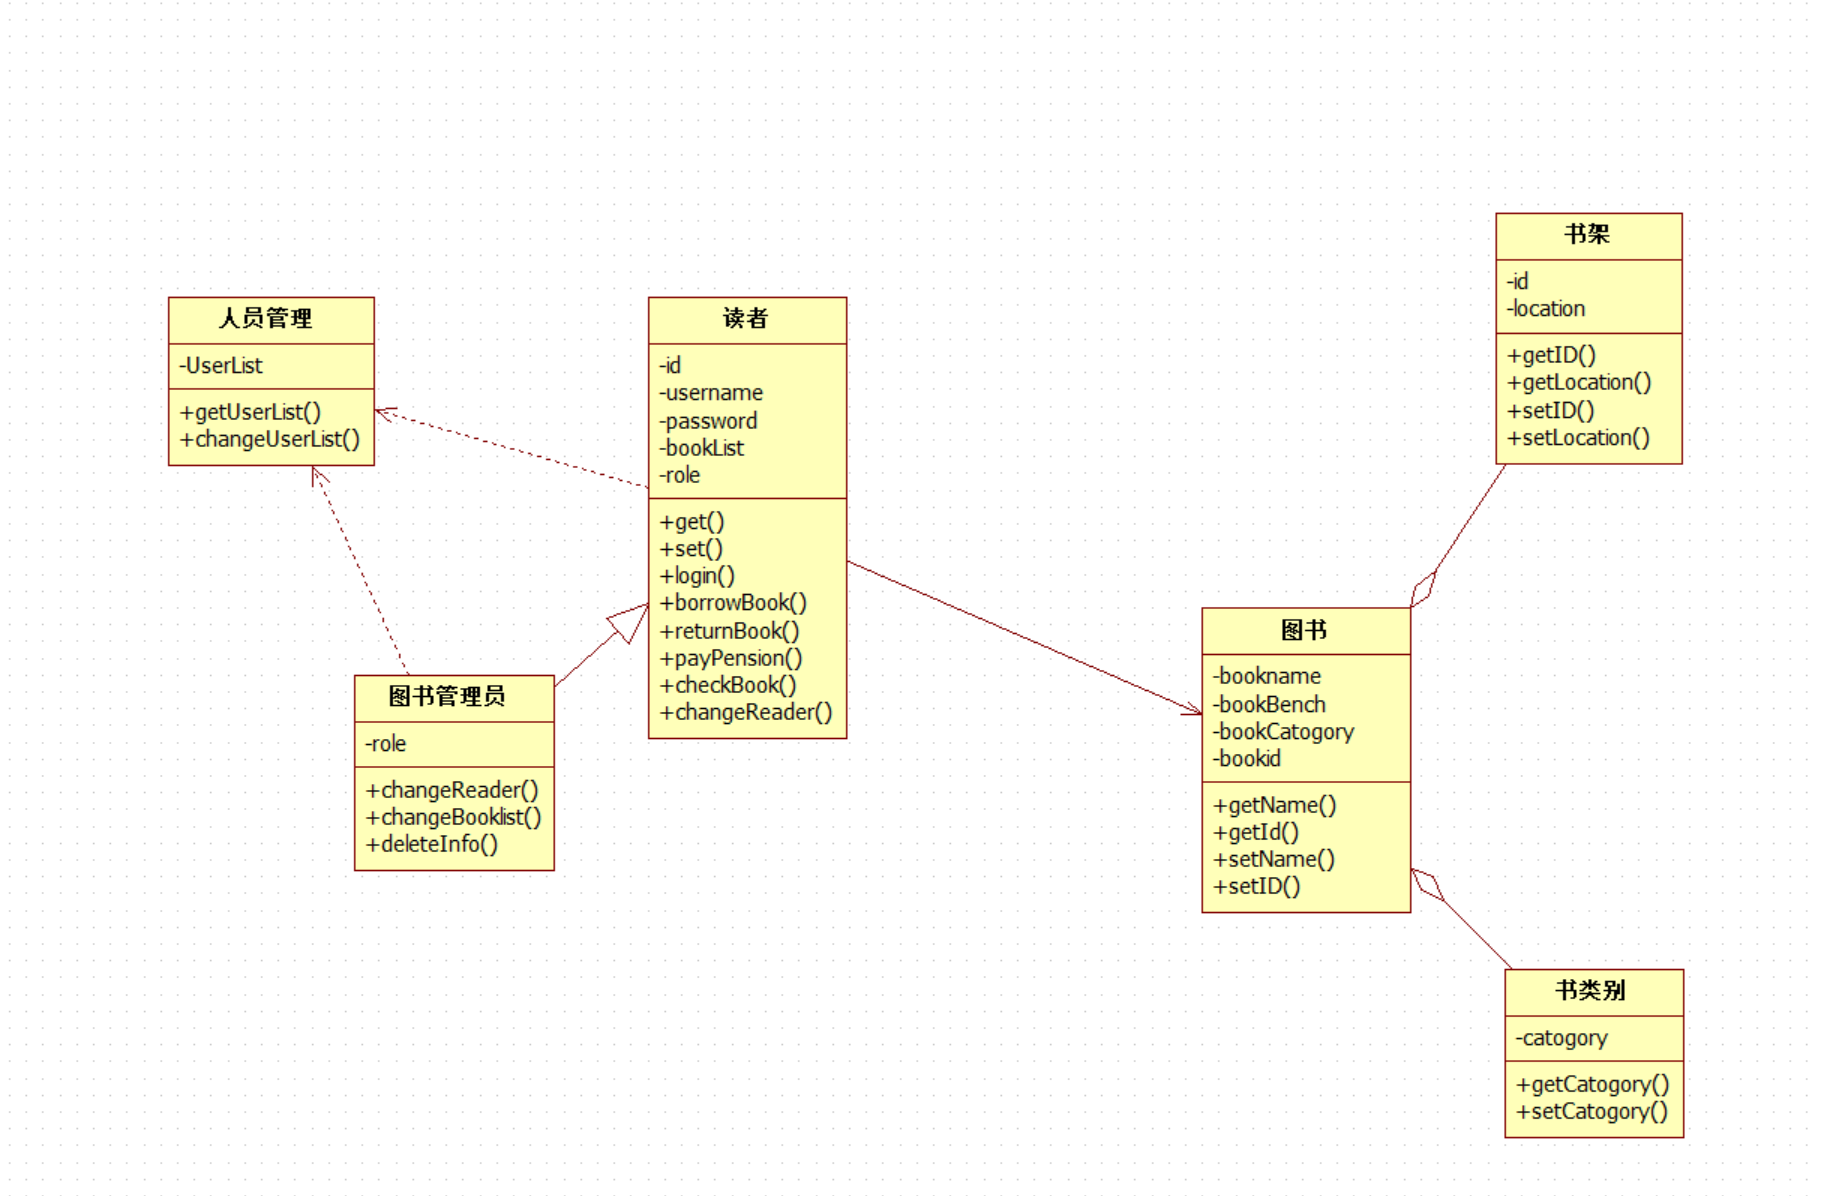 人员管理
-UserList
+getUserList()
+changeUserList()
读者
-id
-username
-password
-bookList
-role
+get()
+set()
+login()
+borrowBook()
+returnBook()
+payPension()
+checkBook()
+changeReader()
图书管理员
-role
+changeReader()
+changeBooklist()
+deleteInfo()
书架
-id
-location
+getID()
+getLocation()
+setID()
+setLocation()
图书
-bookname
-bookBench
-bookCatogory
-bookid
+getName()
+getId()
+setName()
+setID()
书类别
-catogory
+getCatogory()
+setCatogory()